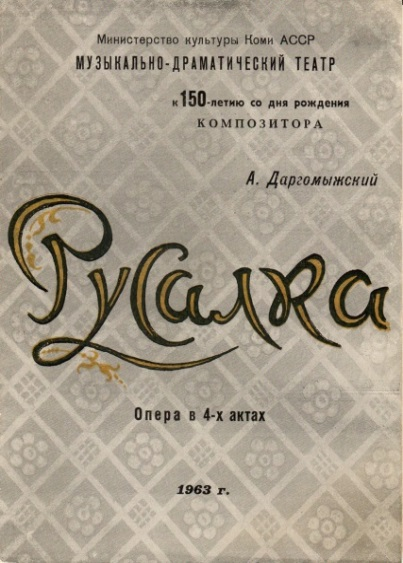 Министерство культуры Коми АССР
МУЗЫКАЛЬНО-ДРАМАТИЧЕСКИЙ ТЕАТР
к 150-летию со дня рождения
КОМПОЗИТОРА
А. Даргомыжский
Русалка
Опера в 4-х актах
1963 г.